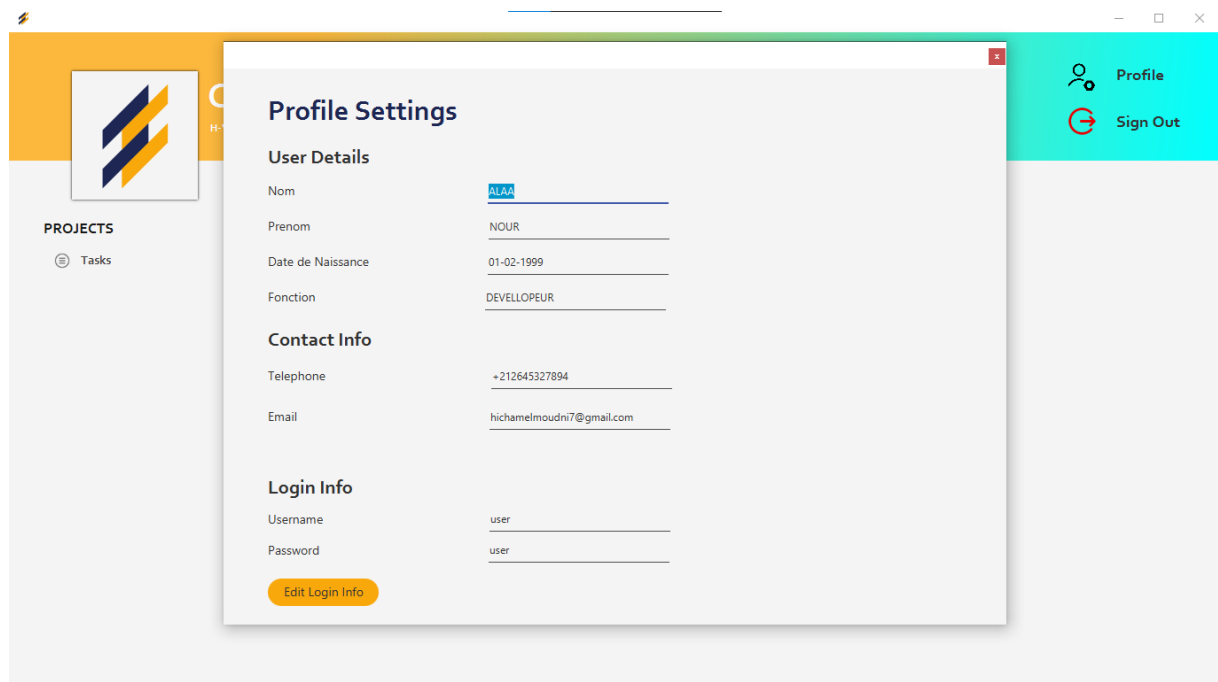 x
Profile
Sign Out
Profile Settings
User Details
Nom ALAA
Prenom NOUR
Date de Naissance 01-02-1999
Fonction DEVELLOPEUR
Contact Info
Telephone +212645327894
Email hichamelmoudni7@gmail.com
Login Info
Username user
Password user
Edit Login Info
PROJECTS
Tasks